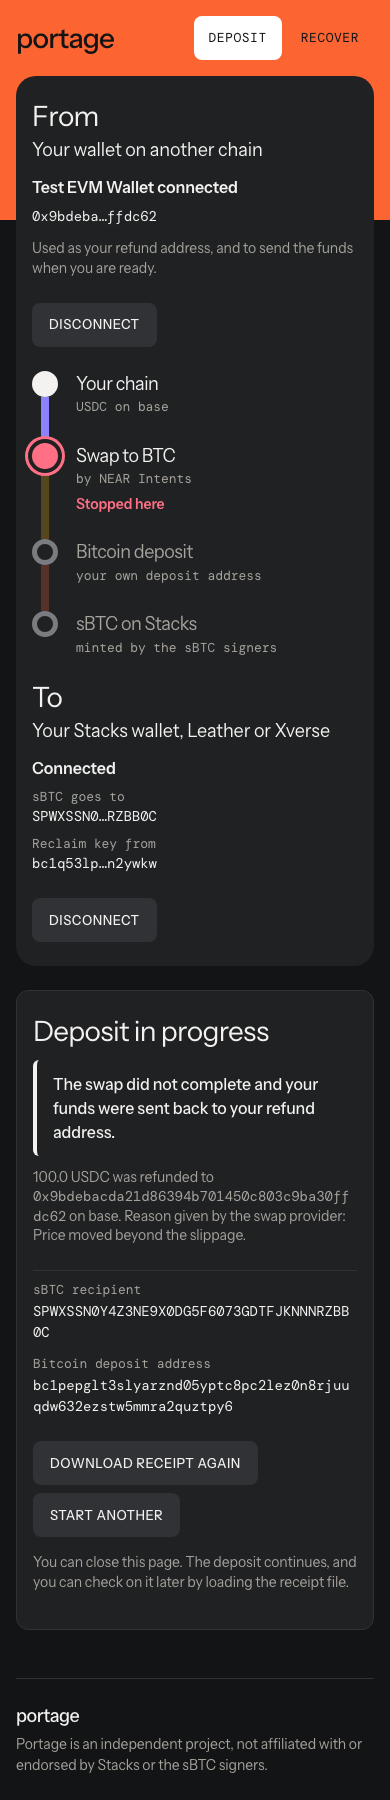 portage
DEPOSIT
RECOVER
From
Your wallet on another chain
Test EVM Wallet connected
0x9bdeba…ffdc62
Used as your refund address, and to send the funds
when you are ready.
DISCONNECT
Your chain
USDC on base
Swap to BTC
by NEAR Intents
Stopped here
Bitcoin deposit
your own deposit address
sBTC on Stacks
minted by the sBTC signers
To
Your Stacks wallet, Leather or Xverse
Connected
sBTC goes to
SPWXSSN0…RZBB0C
Reclaim key from
bc1q53lp…n2ywkw
DISCONNECT
Deposit in progress
The swap did not complete and your
funds were sent back to your refund
address.
100.0 USDC was refunded to
0x9bdebacda21d86394b701450c803c9ba30ff
dc62 on base. Reason given by the swap provider:
Price moved beyond the slippage.
sBTC recipient
SPWXSSN0Y4Z3NE9X0DG5F6073GDTFJKNNNRZBB
0C
Bitcoin deposit address
bc1pepglt3slyarznd05yptc8pc2lez0n8rjuu
qdw632ezstw5mmra2quztpy6
DOWNLOAD RECEIPT AGAIN
START ANOTHER
You can close this page. The deposit continues, and
you can check on it later by loading the receipt file.
portage
Portage is an independent project, not affiliated with or
endorsed by Stacks or the sBTC signers.